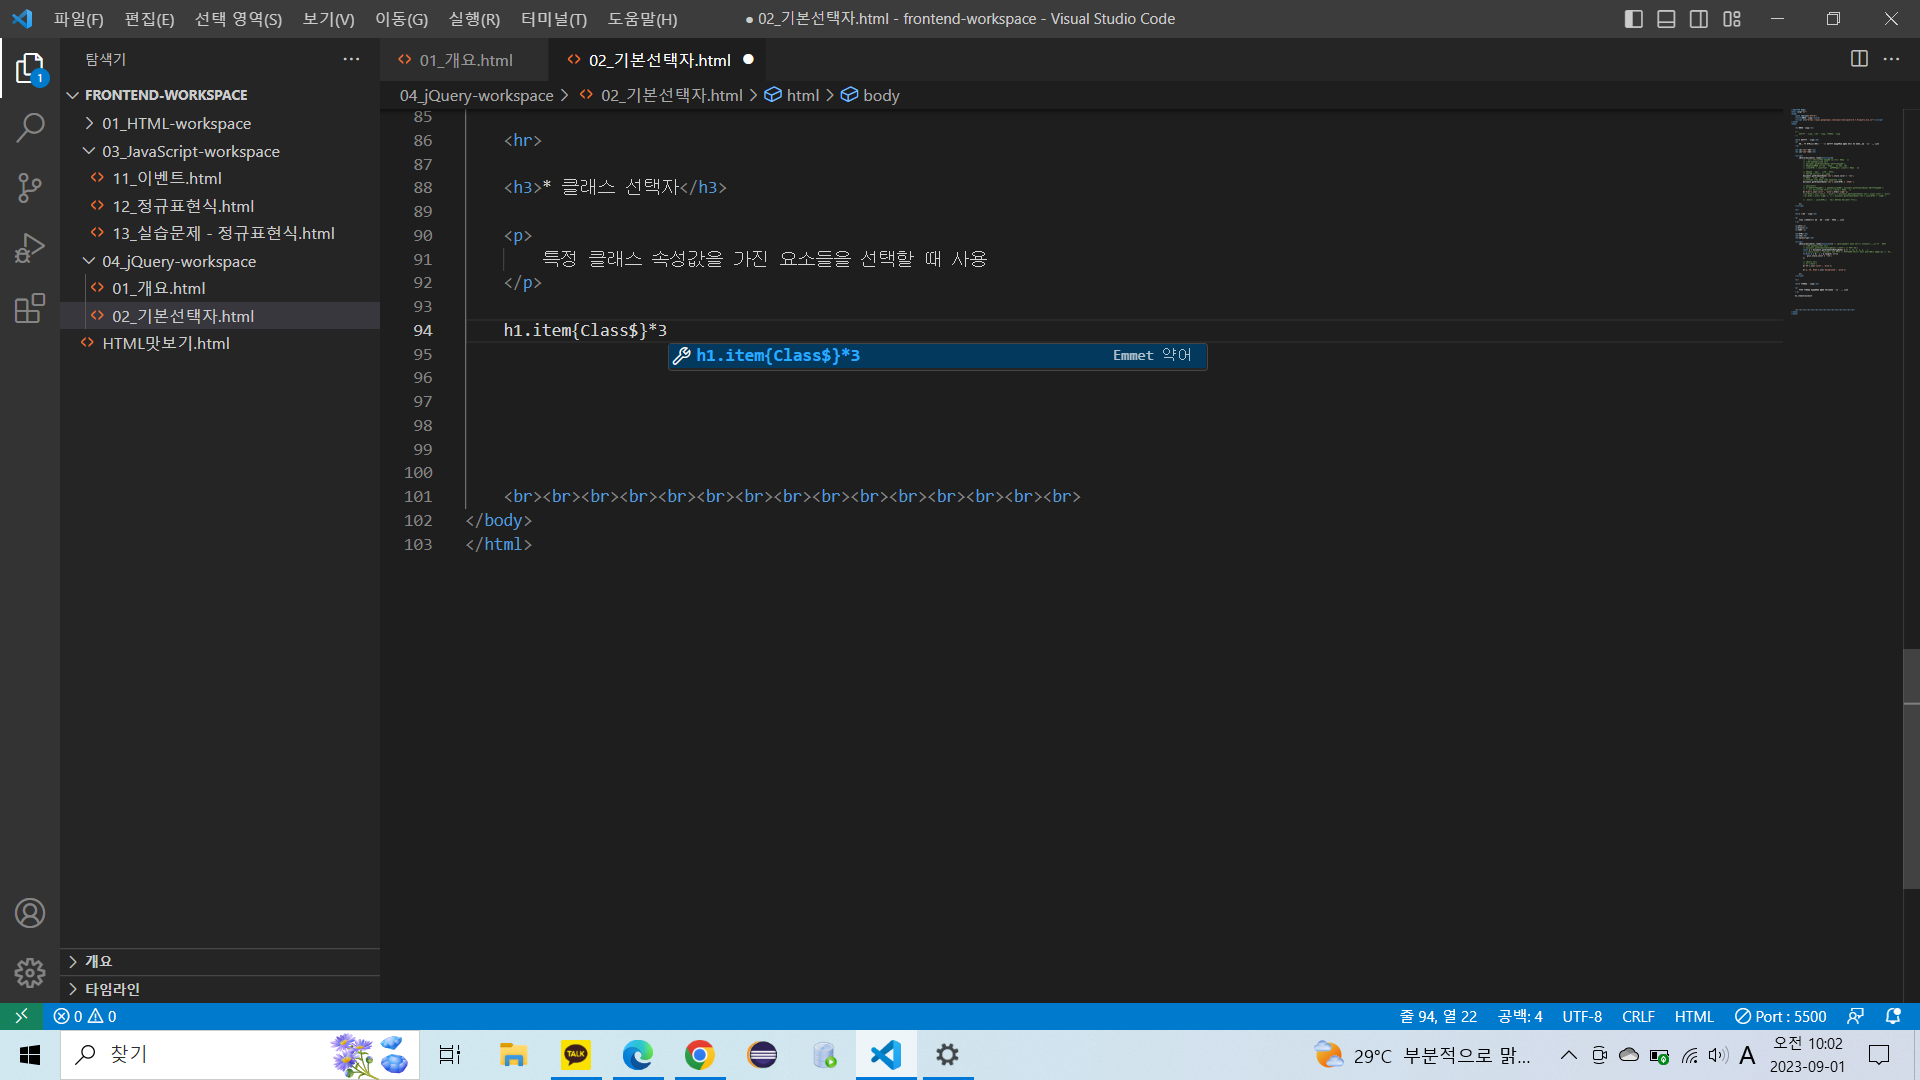 파일(F) 편집(E) 선택 영역(S) 보기(V) 이동(G) 실행(R) 터미널(T) 도움말(H)
● 02_기본선택자.html - frontend-workspace - Visual Studio Code
탐색기
01_개요.html
02_기본선택자.html
1
FRONTEND-WORKSPACE
01_HTML-workspace
03_JavaScript-workspace
11_이벤트.html
12_정규표현식.html
13_실습문제 - 정규표현식.html
04_jQuery-workspace
01_개요.html
02_기본선택자.html
HTML맛보기.html
개요
타임라인
04_jQuery-workspace > 02_기본선택자.html > html > body
85
86 <hr>
87
88 <h3>* 클래스 선택자</h3>
89
90 <p>
91 특정 클래스 속성값을 가진 요소들을 선택할 때 사용
92 </p>
93
94 h1.item{Class$}*3
h1.item{Class$}*3 Emmet 약어
95
96
97
98
99
100
101 <br><br><br><br><br><br><br><br><br><br><br><br><br><br><br>
102 </body>
103 </html>
0 0
줄 94, 열 22 공백: 4 UTF-8 CRLF HTML Port : 5500
찾기
TALK
29°C 부분적으로 맑...
A
오전 10:02
2023-09-01